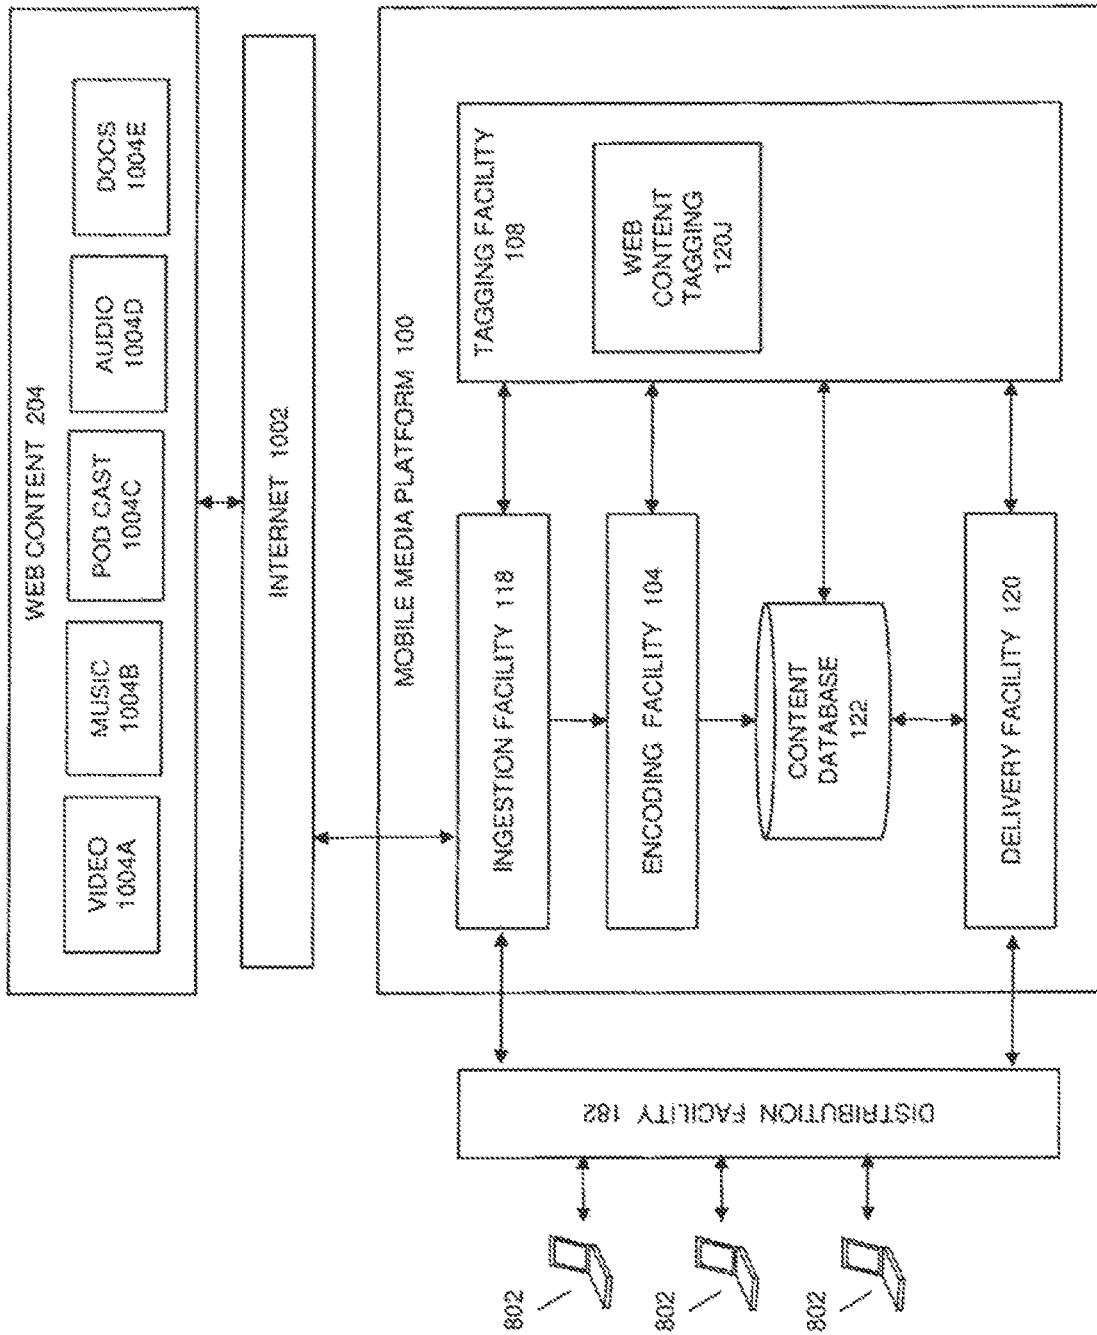 WEB CONTENT 204
VIDEO
1004A
MUSIC
1004B
POD CAST
1004C
AUDIO
1004D
DOCS
1004E
INTERNET 1002
MOBILE MEDIA PLATFORM 100
INGESTION FACILITY 118
ENCODING FACILITY 104
CONTENT
DATABASE
122
DELIVERY FACILITY 120
TAGGING FACILITY
108
WEB
CONTENT
TAGGING
120J
DISTRIBUTION FACILITY 182
802
802
802